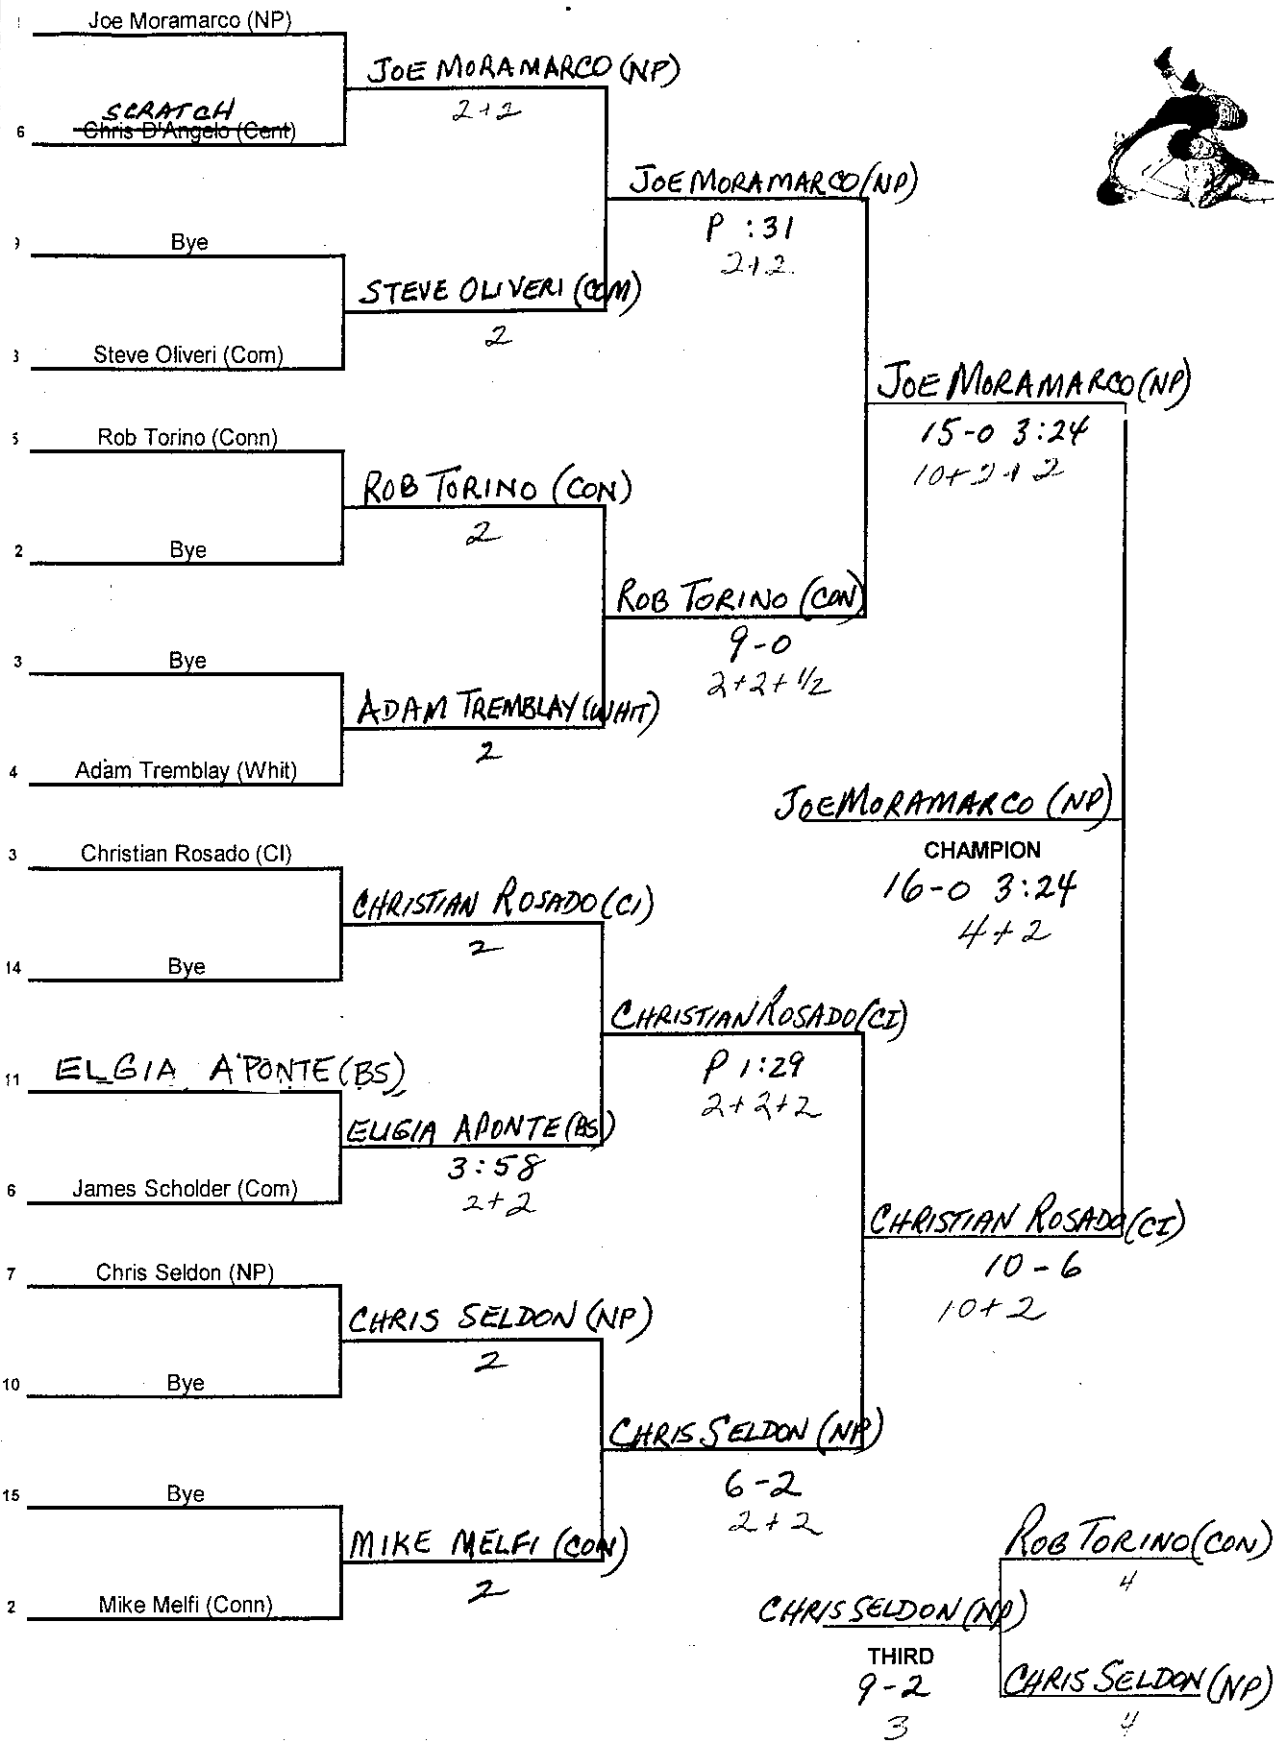 Joe Moramarco (NP)
JOE MORAMARCO (NP)
2+2
SCRATCH
6 Chris D'Angelo (Cent)
JOE MORAMARCO (NP)
P :31
2+2
Bye
STEVE OLIVERI (COM)
2
Steve Oliveri (Com)
JOE MORAMARCO (NP)
15-0 3:24
10+2+2
Rob Torino (Conn)
ROB TORINO (CON)
2
2 Bye
ROB TORINO (CON)
9-0
2+2+1/2
3 Bye
ADAM TREMBLAY (WHIT)
2
4 Adam Tremblay (Whit)
JOE MORAMARCO (NP)
CHAMPION
16-0 3:24
4+2
3 Christian Rosado (CI)
CHRISTIAN ROSADO (CI)
2
14 Bye
CHRISTIAN ROSADO (CI)
P 1:29
2+2+2
11 ELGIA A'PONTE (BS)
ELIGIA APONTE (BS)
3:58
2+2
6 James Scholder (Com)
CHRISTIAN ROSADO (CI)
10-6
10+2
7 Chris Seldon (NP)
CHRIS SELDON (NP)
2
10 Bye
CHRIS SELDON (NP)
6-2
2+2
15 Bye
MIKE MELFI (CON)
2
2 Mike Melfi (Conn)
ROB TORINO (CON)
4
CHRIS SELDON (NP)
THIRD
9-2
3
CHRIS SELDON (NP)
4